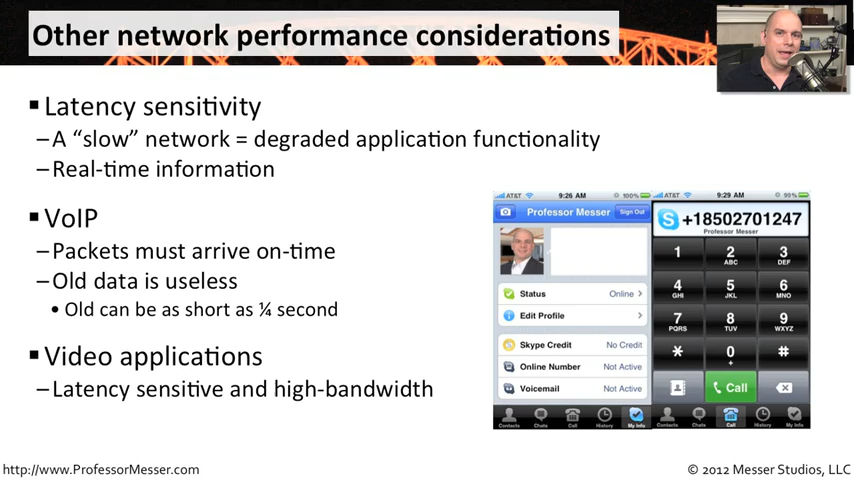 Other network performance considerations
▪ Latency sensitivity
– A “slow” network = degraded application functionality
– Real-time information
▪ VoIP
– Packets must arrive on-time
– Old data is useless
• Old can be as short as ¼ second
▪ Video applications
– Latency sensitive and high-bandwidth
AT&T 9:26 AM 100%
Professor Messer Sign Out
Status Online >
Edit Profile >
Skype Credit No Credit
Online Number Not Active
Voicemail Not Active
Contacts Chats Call History My Info
AT&T 9:29 AM 99%
S +18502701247
Professor Messer
1 2 ABC 3 DEF
4 GHI 5 JKL 6 MNO
7 PQRS 8 TUV 9 WXYZ
* 0 + #
Call
Contacts Chats Call History My Info
http://www.ProfessorMesser.com
© 2012 Messer Studios, LLC